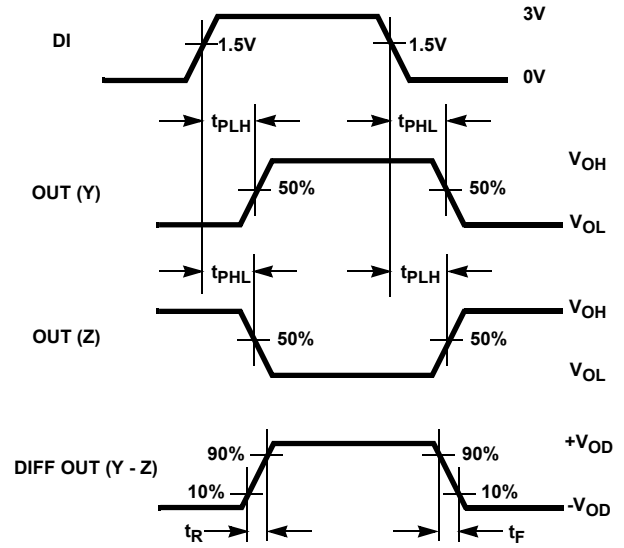 3V
DI
1.5V
1.5V
0V
tPLH
tPHL
VOH
OUT (Y)
50%
50%
VOL
tPHL
tPLH
VOH
OUT (Z)
50%
50%
VOL
+VOD
DIFF OUT (Y - Z)
90%
90%
10%
10%
-VOD
tR
tF